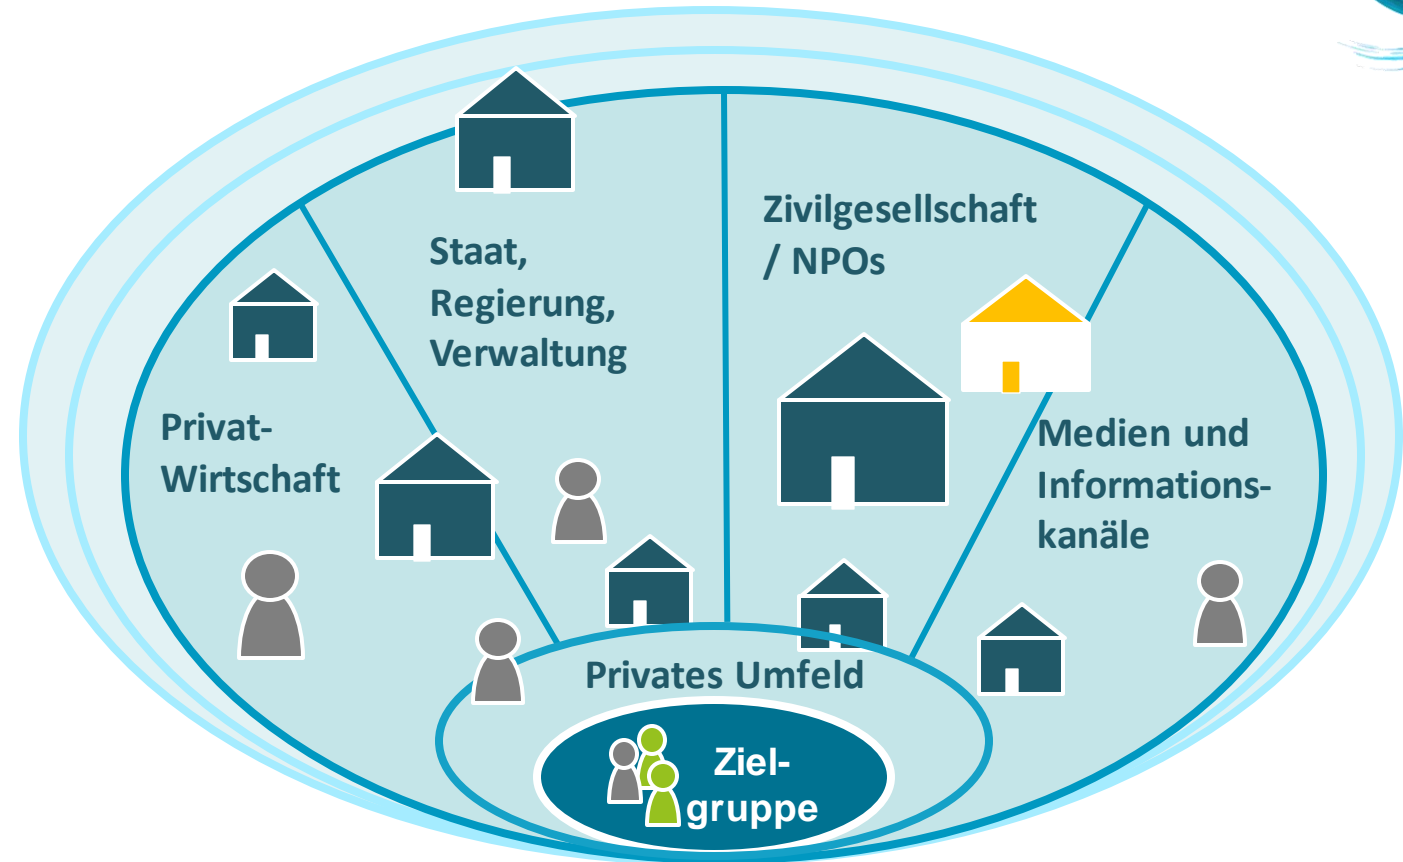 Zivilgesellschaft
/ NPOs
Staat,
Regierung,
Verwaltung
Privat-
Wirtschaft
Medien und
Informations-
kanäle
Privates Umfeld
Ziel-
gruppe